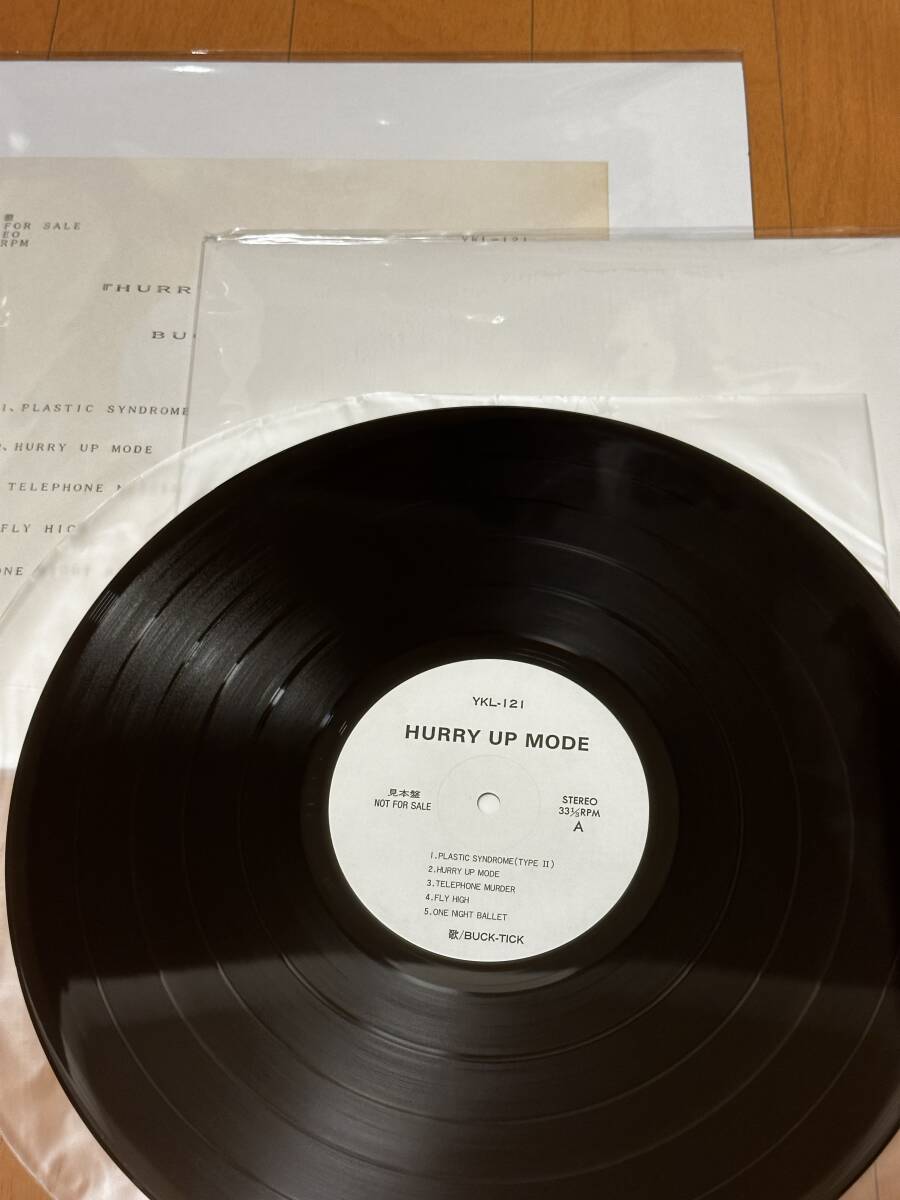 FOR SALE
EO
RPM
YKL-121
『HURR
BU
1、PLASTIC SYNDROME
、HURRY UP MODE
TELEPHONE
FLY HIG
ONE
YKL-121
HURRY UP MODE
見本盤
NOT FOR SALE
STEREO
33⅓RPM
A
1.PLASTIC SYNDROME(TYPE II)
2.HURRY UP MODE
3.TELEPHONE MURDER
4.FLY HIGH
5.ONE NIGHT BALLET
歌/BUCK-TICK